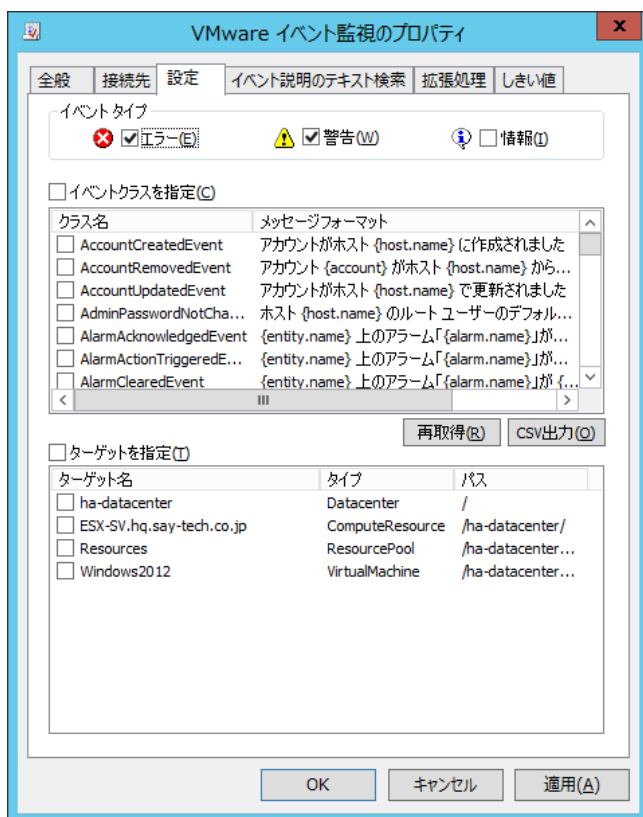 VMware イベント監視のプロパティ
x
全般 接続先 設定 イベント説明のテキスト検索 拡張処理 しきい値
イベント タイプ
エラー(E) 警告(W) 情報(I)
イベントクラスを指定(C)
クラス名 メッセージフォーマット
AccountCreatedEvent アカウントがホスト {host.name} に作成されました
AccountRemovedEvent アカウント {account} がホスト {host.name} から...
AccountUpdatedEvent アカウントがホスト {host.name} で更新されました
AdminPasswordNotCha... ホスト {host.name} のルート ユーザーのデフォル...
AlarmAcknowledgedEvent {entity.name} 上のアラーム「{alarm.name}」が...
AlarmActionTriggeredE... {entity.name} 上のアラーム「{alarm.name}」が...
AlarmClearedEvent {entity.name} 上のアラーム「{alarm.name}」が {...
再取得(R) CSV出力(O)
ターゲットを指定(T)
ターゲット名 タイプ パス
ha-datacenter Datacenter /
ESX-SV.hq.say-tech.co.jp ComputeResource /ha-datacenter/
Resources ResourcePool /ha-datacenter...
Windows2012 VirtualMachine /ha-datacenter...
OK キャンセル 適用(A)